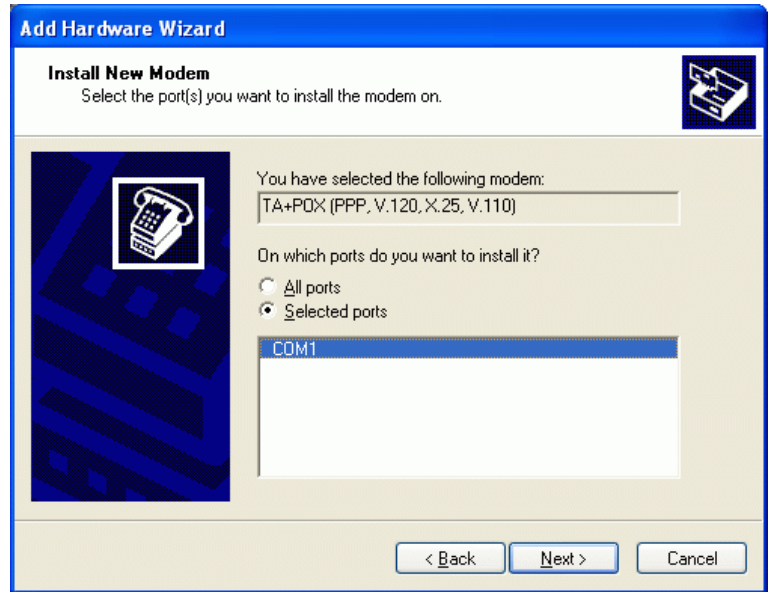 Add Hardware Wizard
Install New Modem
Select the port(s) you want to install the modem on.
You have selected the following modem:
TA+POX (PPP, V.120, X.25, V.110)
On which ports do you want to install it?
All ports
Selected ports
COM1
< Back Next > Cancel